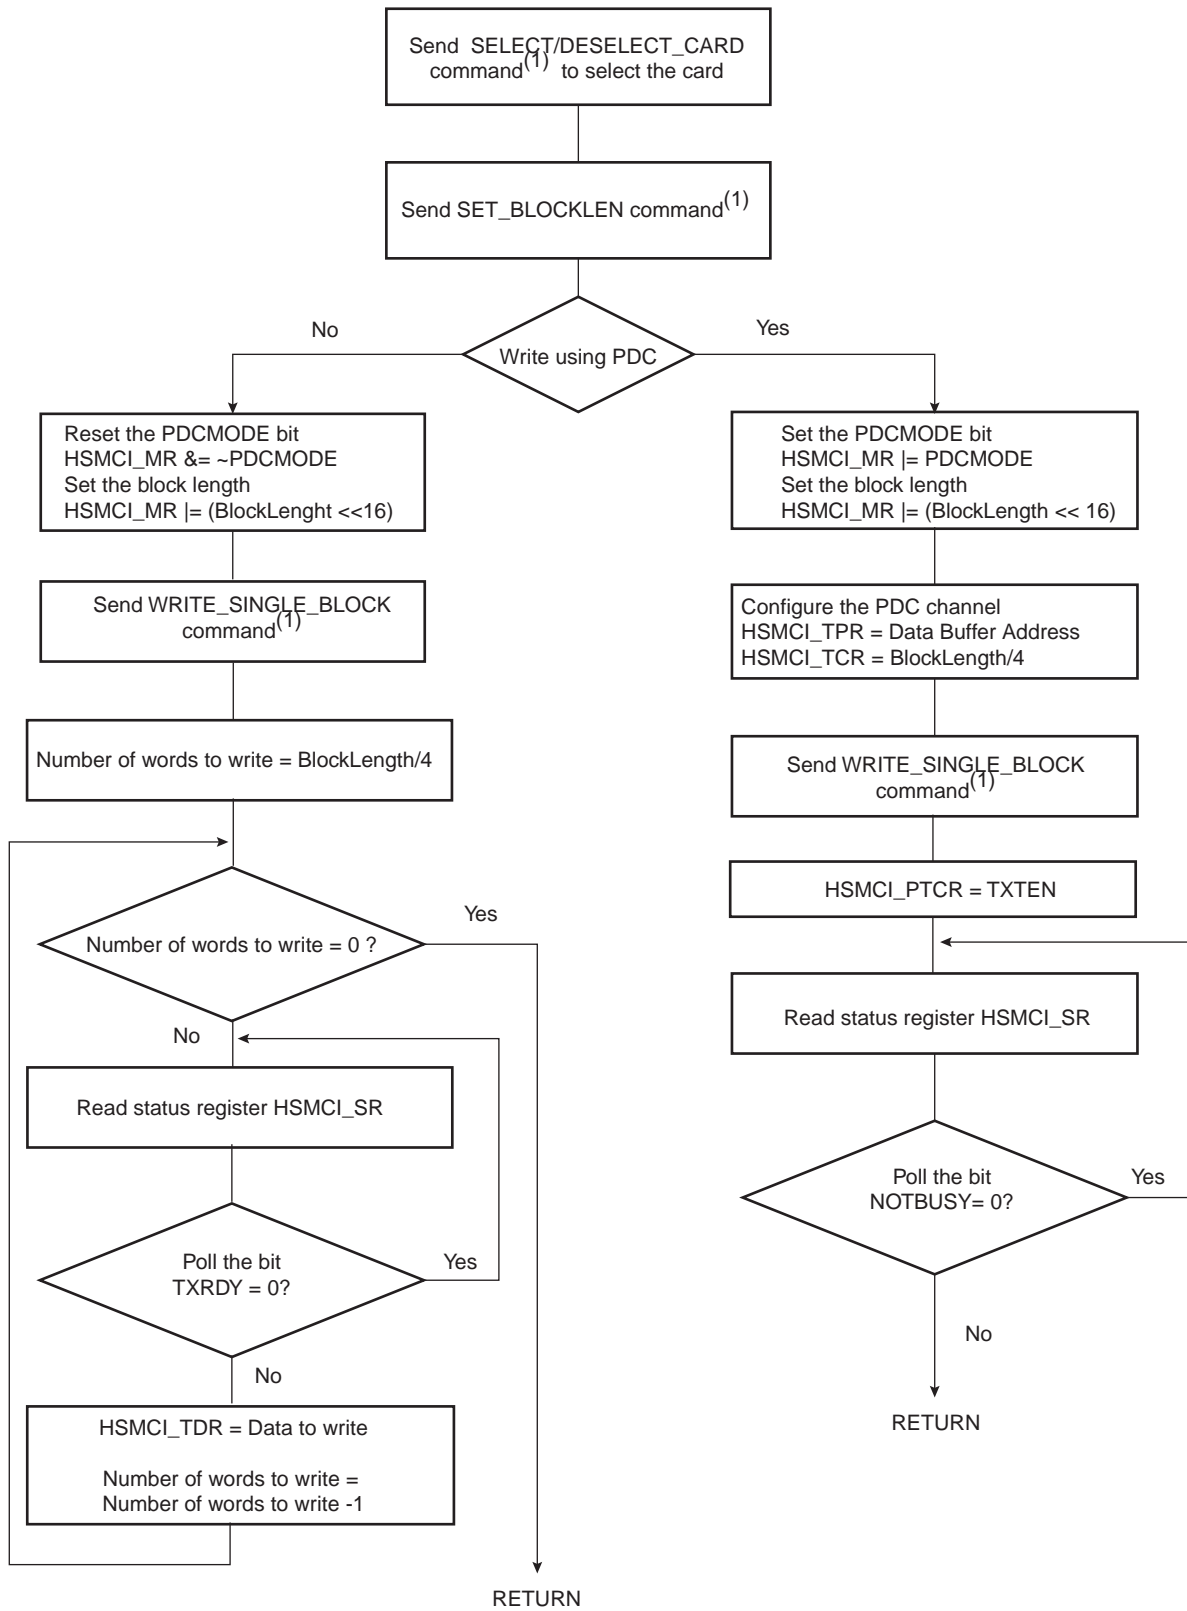 Send SELECT/DESELECT_CARD
command(1) to select the card
Send SET_BLOCKLEN command(1)
No
Yes
Write using PDC
Reset the PDCMODE bit
HSMCI_MR &= ~PDCMODE
Set the block length
HSMCI_MR |= (BlockLenght <<16)
Send WRITE_SINGLE_BLOCK
command(1)
Number of words to write = BlockLength/4
Number of words to write = 0 ?
Yes
No
Read status register HSMCI_SR
Poll the bit
TXRDY = 0?
Yes
No
HSMCI_TDR = Data to write
Number of words to write =
Number of words to write -1
RETURN
Set the PDCMODE bit
HSMCI_MR |= PDCMODE
Set the block length
HSMCI_MR |= (BlockLength << 16)
Configure the PDC channel
HSMCI_TPR = Data Buffer Address
HSMCI_TCR = BlockLength/4
Send WRITE_SINGLE_BLOCK
command(1)
HSMCI_PTCR = TXTEN
Read status register HSMCI_SR
Poll the bit
NOTBUSY= 0?
Yes
No
RETURN